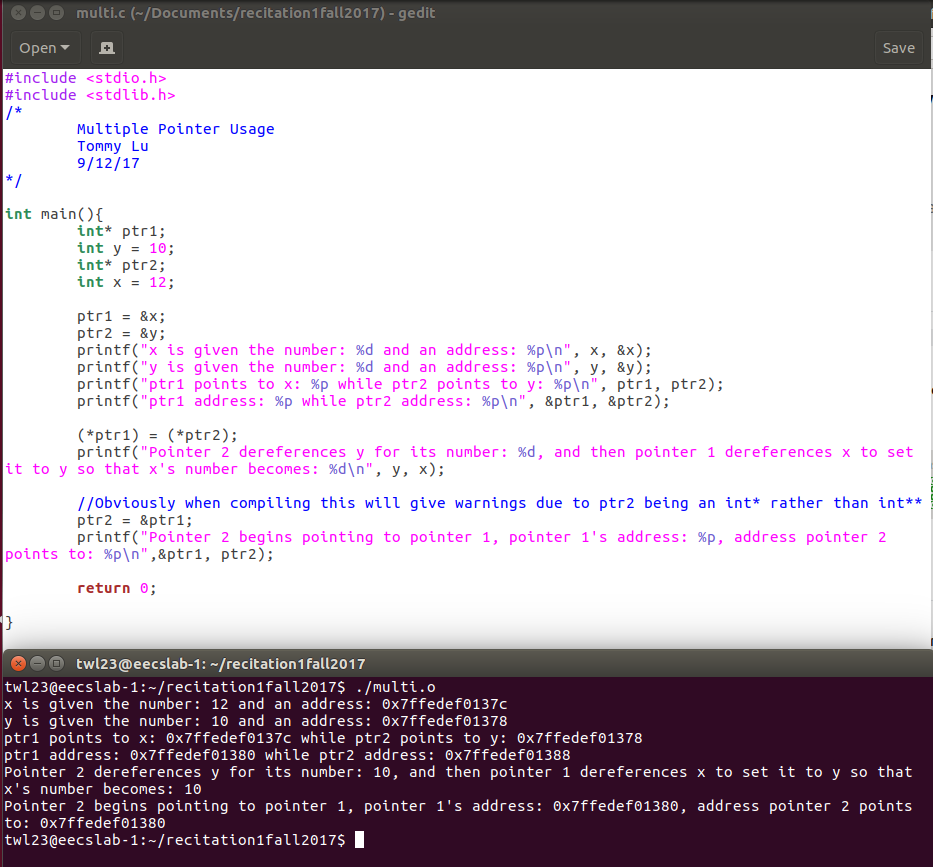 multi.c (~/Documents/recitation1fall2017) - gedit
Open Save
#include <stdio.h>
#include <stdlib.h>
/*
Multiple Pointer Usage
Tommy Lu
9/12/17
*/
int main(){
int* ptr1;
int y = 10;
int* ptr2;
int x = 12;
ptr1 = &x;
ptr2 = &y;
printf("x is given the number: %d and an address: %p\n", x, &x);
printf("y is given the number: %d and an address: %p\n", y, &y);
printf("ptr1 points to x: %p while ptr2 points to y: %p\n", ptr1, ptr2);
printf("ptr1 address: %p while ptr2 address: %p\n", &ptr1, &ptr2);
(*ptr1) = (*ptr2);
printf("Pointer 2 dereferences y for its number: %d, and then pointer 1 dereferences x to set
it to y so that x's number becomes: %d\n", y, x);
//Obviously when compiling this will give warnings due to ptr2 being an int* rather than int**
ptr2 = &ptr1;
printf("Pointer 2 begins pointing to pointer 1, pointer 1's address: %p, address pointer 2
points to: %p\n",&ptr1, ptr2);
return 0;
}
twl23@eecslab-1: ~/recitation1fall2017
twl23@eecslab-1:~/recitation1fall2017$ ./multi.o
x is given the number: 12 and an address: 0x7ffedef0137c
y is given the number: 10 and an address: 0x7ffedef01378
ptr1 points to x: 0x7ffedef0137c while ptr2 points to y: 0x7ffedef01378
ptr1 address: 0x7ffedef01380 while ptr2 address: 0x7ffedef01388
Pointer 2 dereferences y for its number: 10, and then pointer 1 dereferences x to set it to y so that
x's number becomes: 10
Pointer 2 begins pointing to pointer 1, pointer 1's address: 0x7ffedef01380, address pointer 2 points
to: 0x7ffedef01380
twl23@eecslab-1:~/recitation1fall2017$